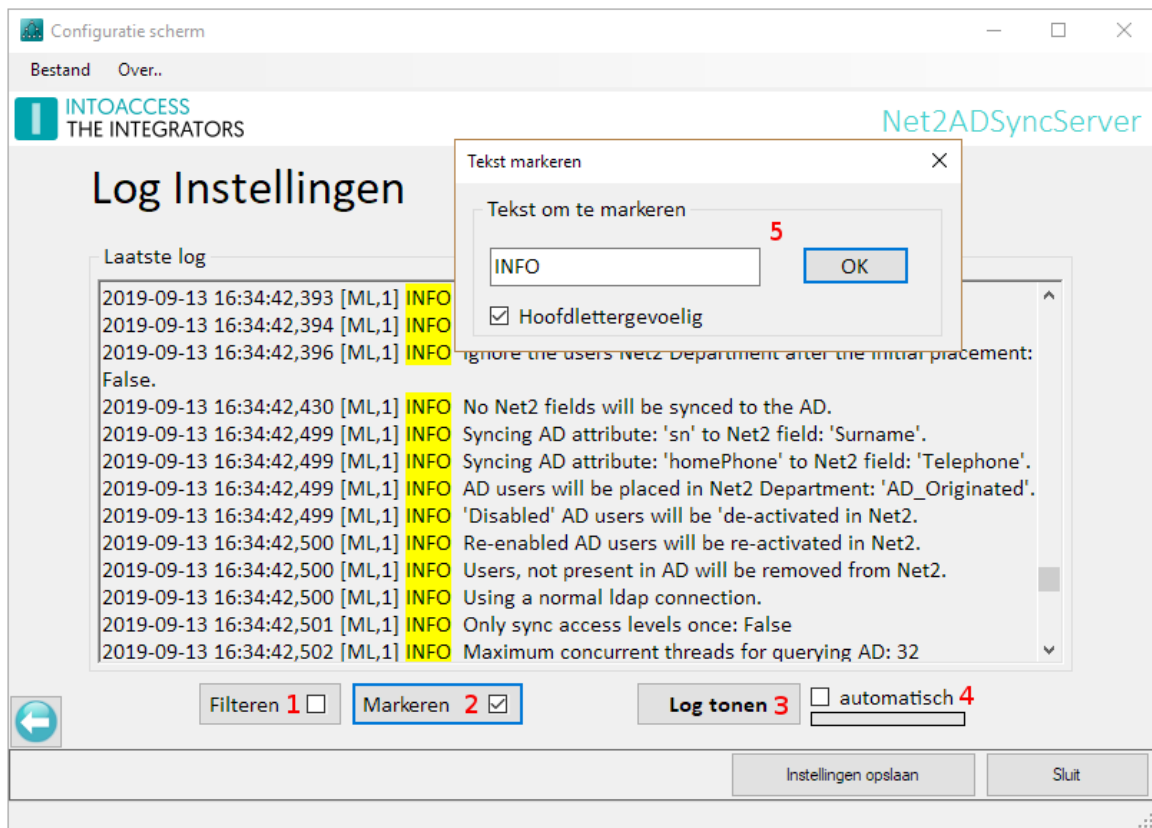 Configuratie scherm
Bestand Over..
INTOACCESS
THE INTEGRATORS
Net2ADSyncServer
Log Instellingen
Tekst markeren
Tekst om te markeren
5
INFO
OK
Hoofdlettergevoelig
Laatste log
2019-09-13 16:34:42,393 [ML,1] INFO
2019-09-13 16:34:42,394 [ML,1] INFO
2019-09-13 16:34:42,396 [ML,1] INFO Ignore the users Net2 Department after the initial placement:
False.
2019-09-13 16:34:42,430 [ML,1] INFO No Net2 fields will be synced to the AD.
2019-09-13 16:34:42,499 [ML,1] INFO Syncing AD attribute: 'sn' to Net2 field: 'Surname'.
2019-09-13 16:34:42,499 [ML,1] INFO Syncing AD attribute: 'homePhone' to Net2 field: 'Telephone'.
2019-09-13 16:34:42,499 [ML,1] INFO AD users will be placed in Net2 Department: 'AD_Originated'.
2019-09-13 16:34:42,499 [ML,1] INFO 'Disabled' AD users will be 'de-activated in Net2.
2019-09-13 16:34:42,500 [ML,1] INFO Re-enabled AD users will be re-activated in Net2.
2019-09-13 16:34:42,500 [ML,1] INFO Users, not present in AD will be removed from Net2.
2019-09-13 16:34:42,500 [ML,1] INFO Using a normal ldap connection.
2019-09-13 16:34:42,501 [ML,1] INFO Only sync access levels once: False
2019-09-13 16:34:42,502 [ML,1] INFO Maximum concurrent threads for querying AD: 32
Filteren 1
Markeren 2
Log tonen 3
automatisch 4
Instellingen opslaan
Sluit